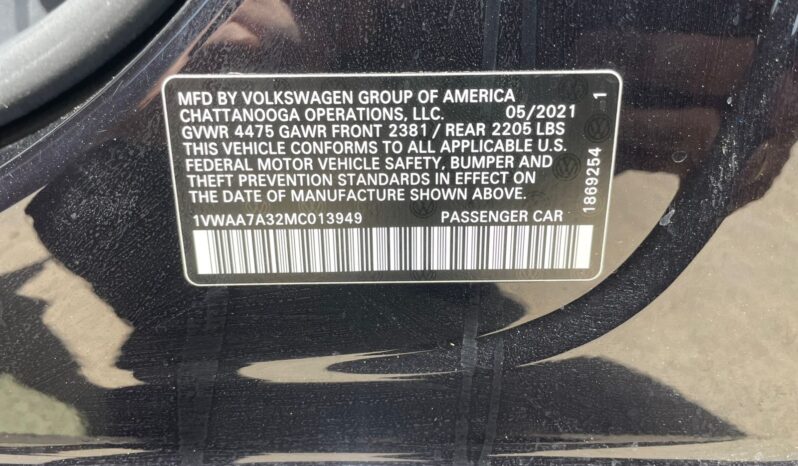 MFD BY VOLKSWAGEN GROUP OF AMERICA
CHATTANOOGA OPERATIONS, LLC. 05/2021
GVWR 4475 GAWR FRONT 2381 / REAR 2205 LBS
THIS VEHICLE CONFORMS TO ALL APPLICABLE U.S.
FEDERAL MOTOR VEHICLE SAFETY, BUMPER AND
THEFT PREVENTION STANDARDS IN EFFECT ON
THE DATE OF MANUFACTURE SHOWN ABOVE.
1VWAA7A32MC013949 PASSENGER CAR
1869254 1